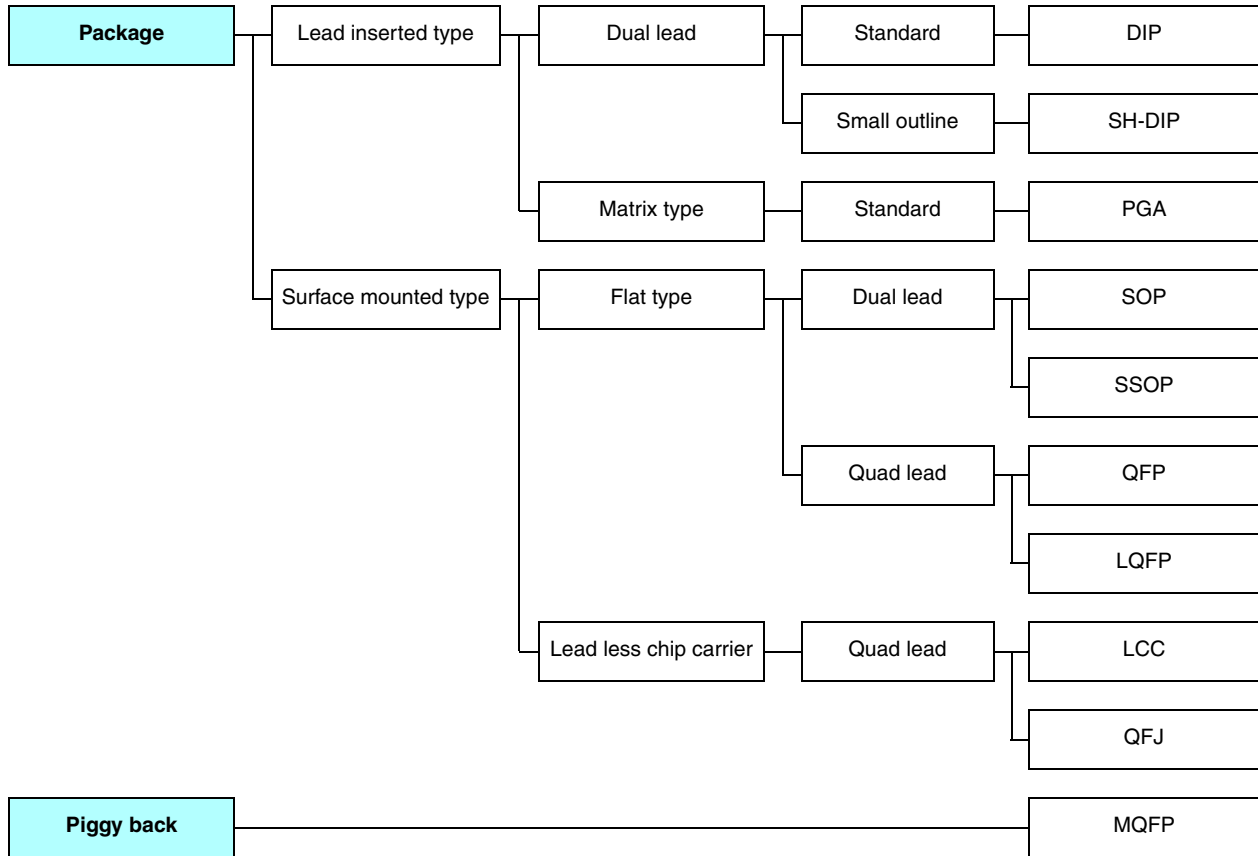 Package
Lead inserted type
Dual lead
Standard
DIP
Small outline
SH-DIP
Matrix type
Standard
PGA
Surface mounted type
Flat type
Dual lead
SOP
SSOP
Quad lead
QFP
LQFP
Lead less chip carrier
Quad lead
LCC
QFJ
Piggy back
MQFP